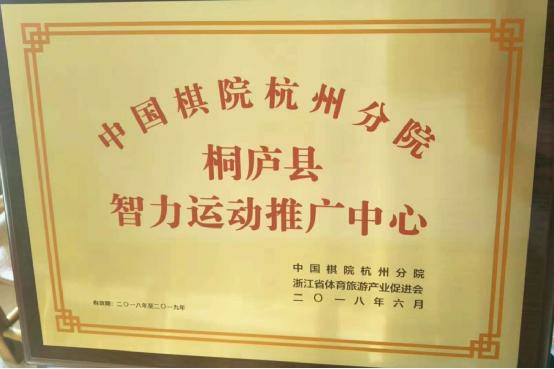 中国棋院杭州分院
桐庐县
智力运动推广中心
中国棋院杭州分院
浙江省体育旅游产业促进会
二〇一八年六月
有效期：二〇一八年至二〇一九年